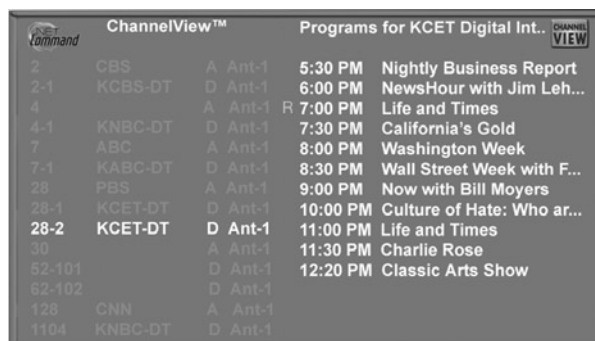 NET Command
ChannelView™
Programs for KCET Digital Int..
CHANNEL VIEW
2 CBS A Ant-1
2-1 KCBS-DT D Ant-1
4 A Ant-1
4-1 KNBC-DT D Ant-1
7 ABC A Ant-1
7-1 KABC-DT D Ant-1
28 PBS A Ant-1
28-1 KCET-DT D Ant-1
28-2 KCET-DT D Ant-1
30 A Ant-1
52-101 D Ant-1
62-102 D Ant-1
128 CNN A Ant-1
1104 KNBC-DT D Ant-1
5:30 PM Nightly Business Report
6:00 PM NewsHour with Jim Leh...
R 7:00 PM Life and Times
7:30 PM California's Gold
8:00 PM Washington Week
8:30 PM Wall Street Week with F...
9:00 PM Now with Bill Moyers
10:00 PM Culture of Hate: Who ar...
11:00 PM Life and Times
11:30 PM Charlie Rose
12:20 PM Classic Arts Show